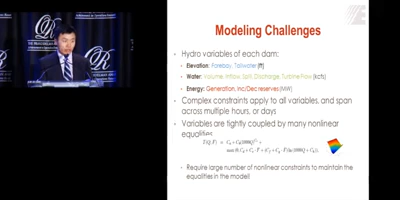 Modeling Challenges
• Hydro variables of each dam:
• Elevation: Forebay, Tailwater [ft]
• Water: Volume, Inflow, Spill, Discharge, Turbine flow [kcfs]
• Energy: Generation, Inc/Dec reserves [MW]
• Complex constraints apply to all variables, and span
across multiple hours, or days
• Variables are tightly coupled by many nonlinear
equalities
• Require large number of nonlinear constraints to maintain the
equalities in the model